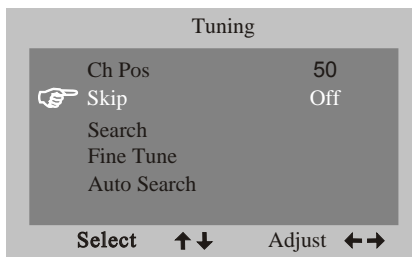 Tuning
Ch Pos 50
Skip Off
Search
Fine Tune
Auto Search
Select Adjust